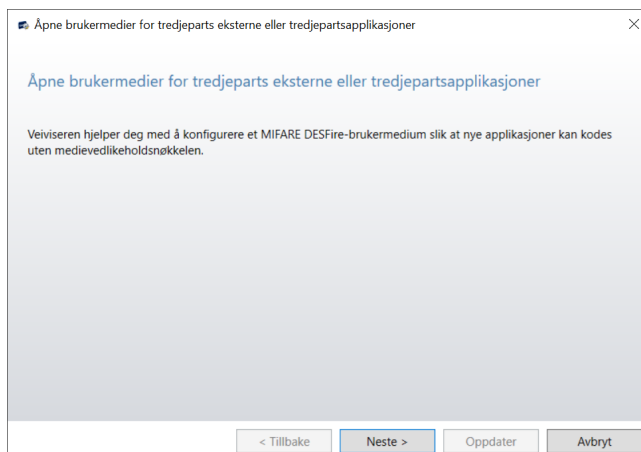 Åpne brukermedier for tredjeparts eksterne eller tredjepartsapplikasjoner
Åpne brukermedier for tredjeparts eksterne eller tredjepartsapplikasjoner
Veiviseren hjelper deg med å konfigurere et MIFARE DESFire-brukermedium slik at nye applikasjoner kan kodes
uten medievedlikeholdsnøkkelen.
< Tillbake
Neste >
Oppdater
Avbryt